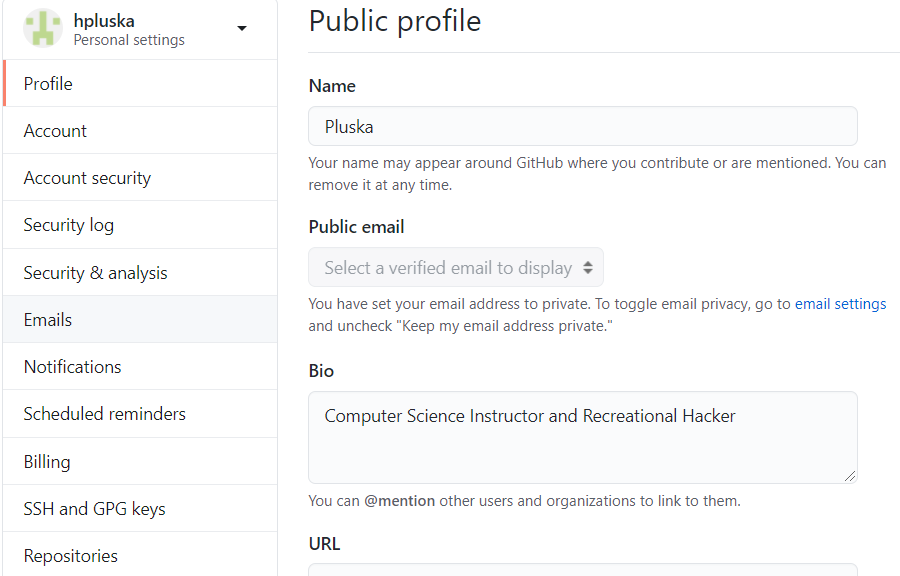 hpluska
Personal settings
Profile
Account
Account security
Security log
Security & analysis
Emails
Notifications
Scheduled reminders
Billing
SSH and GPG keys
Repositories
Public profile
Name
Pluska
Your name may appear around GitHub where you contribute or are mentioned. You can
remove it at any time.
Public email
Select a verified email to display
You have set your email address to private. To toggle email privacy, go to email settings
and uncheck "Keep my email address private."
Bio
Computer Science Instructor and Recreational Hacker
You can @mention other users and organizations to link to them.
URL